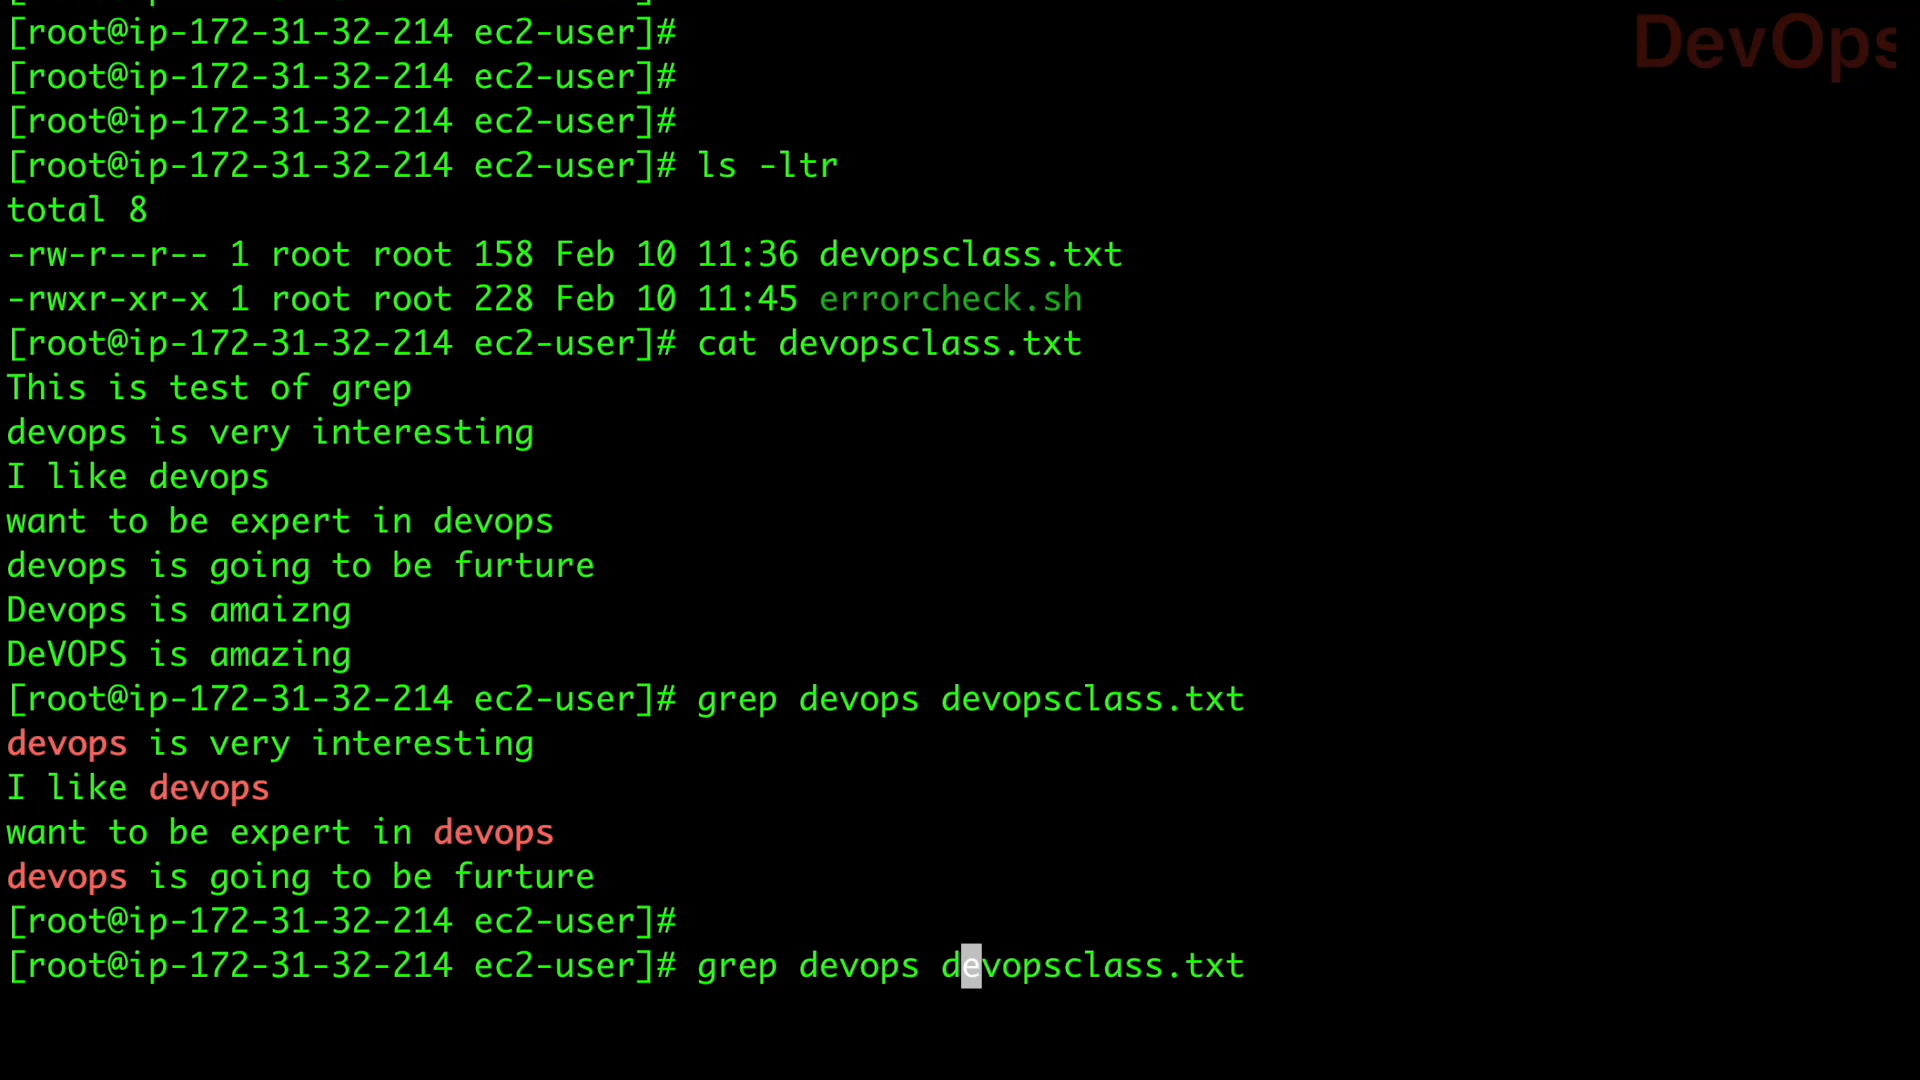 [root@ip-172-31-32-214 ec2-user]#
DevOps
[root@ip-172-31-32-214 ec2-user]#
[root@ip-172-31-32-214 ec2-user]#
[root@ip-172-31-32-214 ec2-user]# ls -ltr
total 8
-rw-r--r-- 1 root root 158 Feb 10 11:36 devopsclass.txt
-rwxr-xr-x 1 root root 228 Feb 10 11:45 errorcheck.sh
[root@ip-172-31-32-214 ec2-user]# cat devopsclass.txt
This is test of grep
devops is very interesting
I like devops
want to be expert in devops
devops is going to be furture
Devops is amaizng
DeVOPS is amazing
[root@ip-172-31-32-214 ec2-user]# grep devops devopsclass.txt
devops is very interesting
I like devops
want to be expert in devops
devops is going to be furture
[root@ip-172-31-32-214 ec2-user]#
[root@ip-172-31-32-214 ec2-user]# grep devops devopsclass.txt